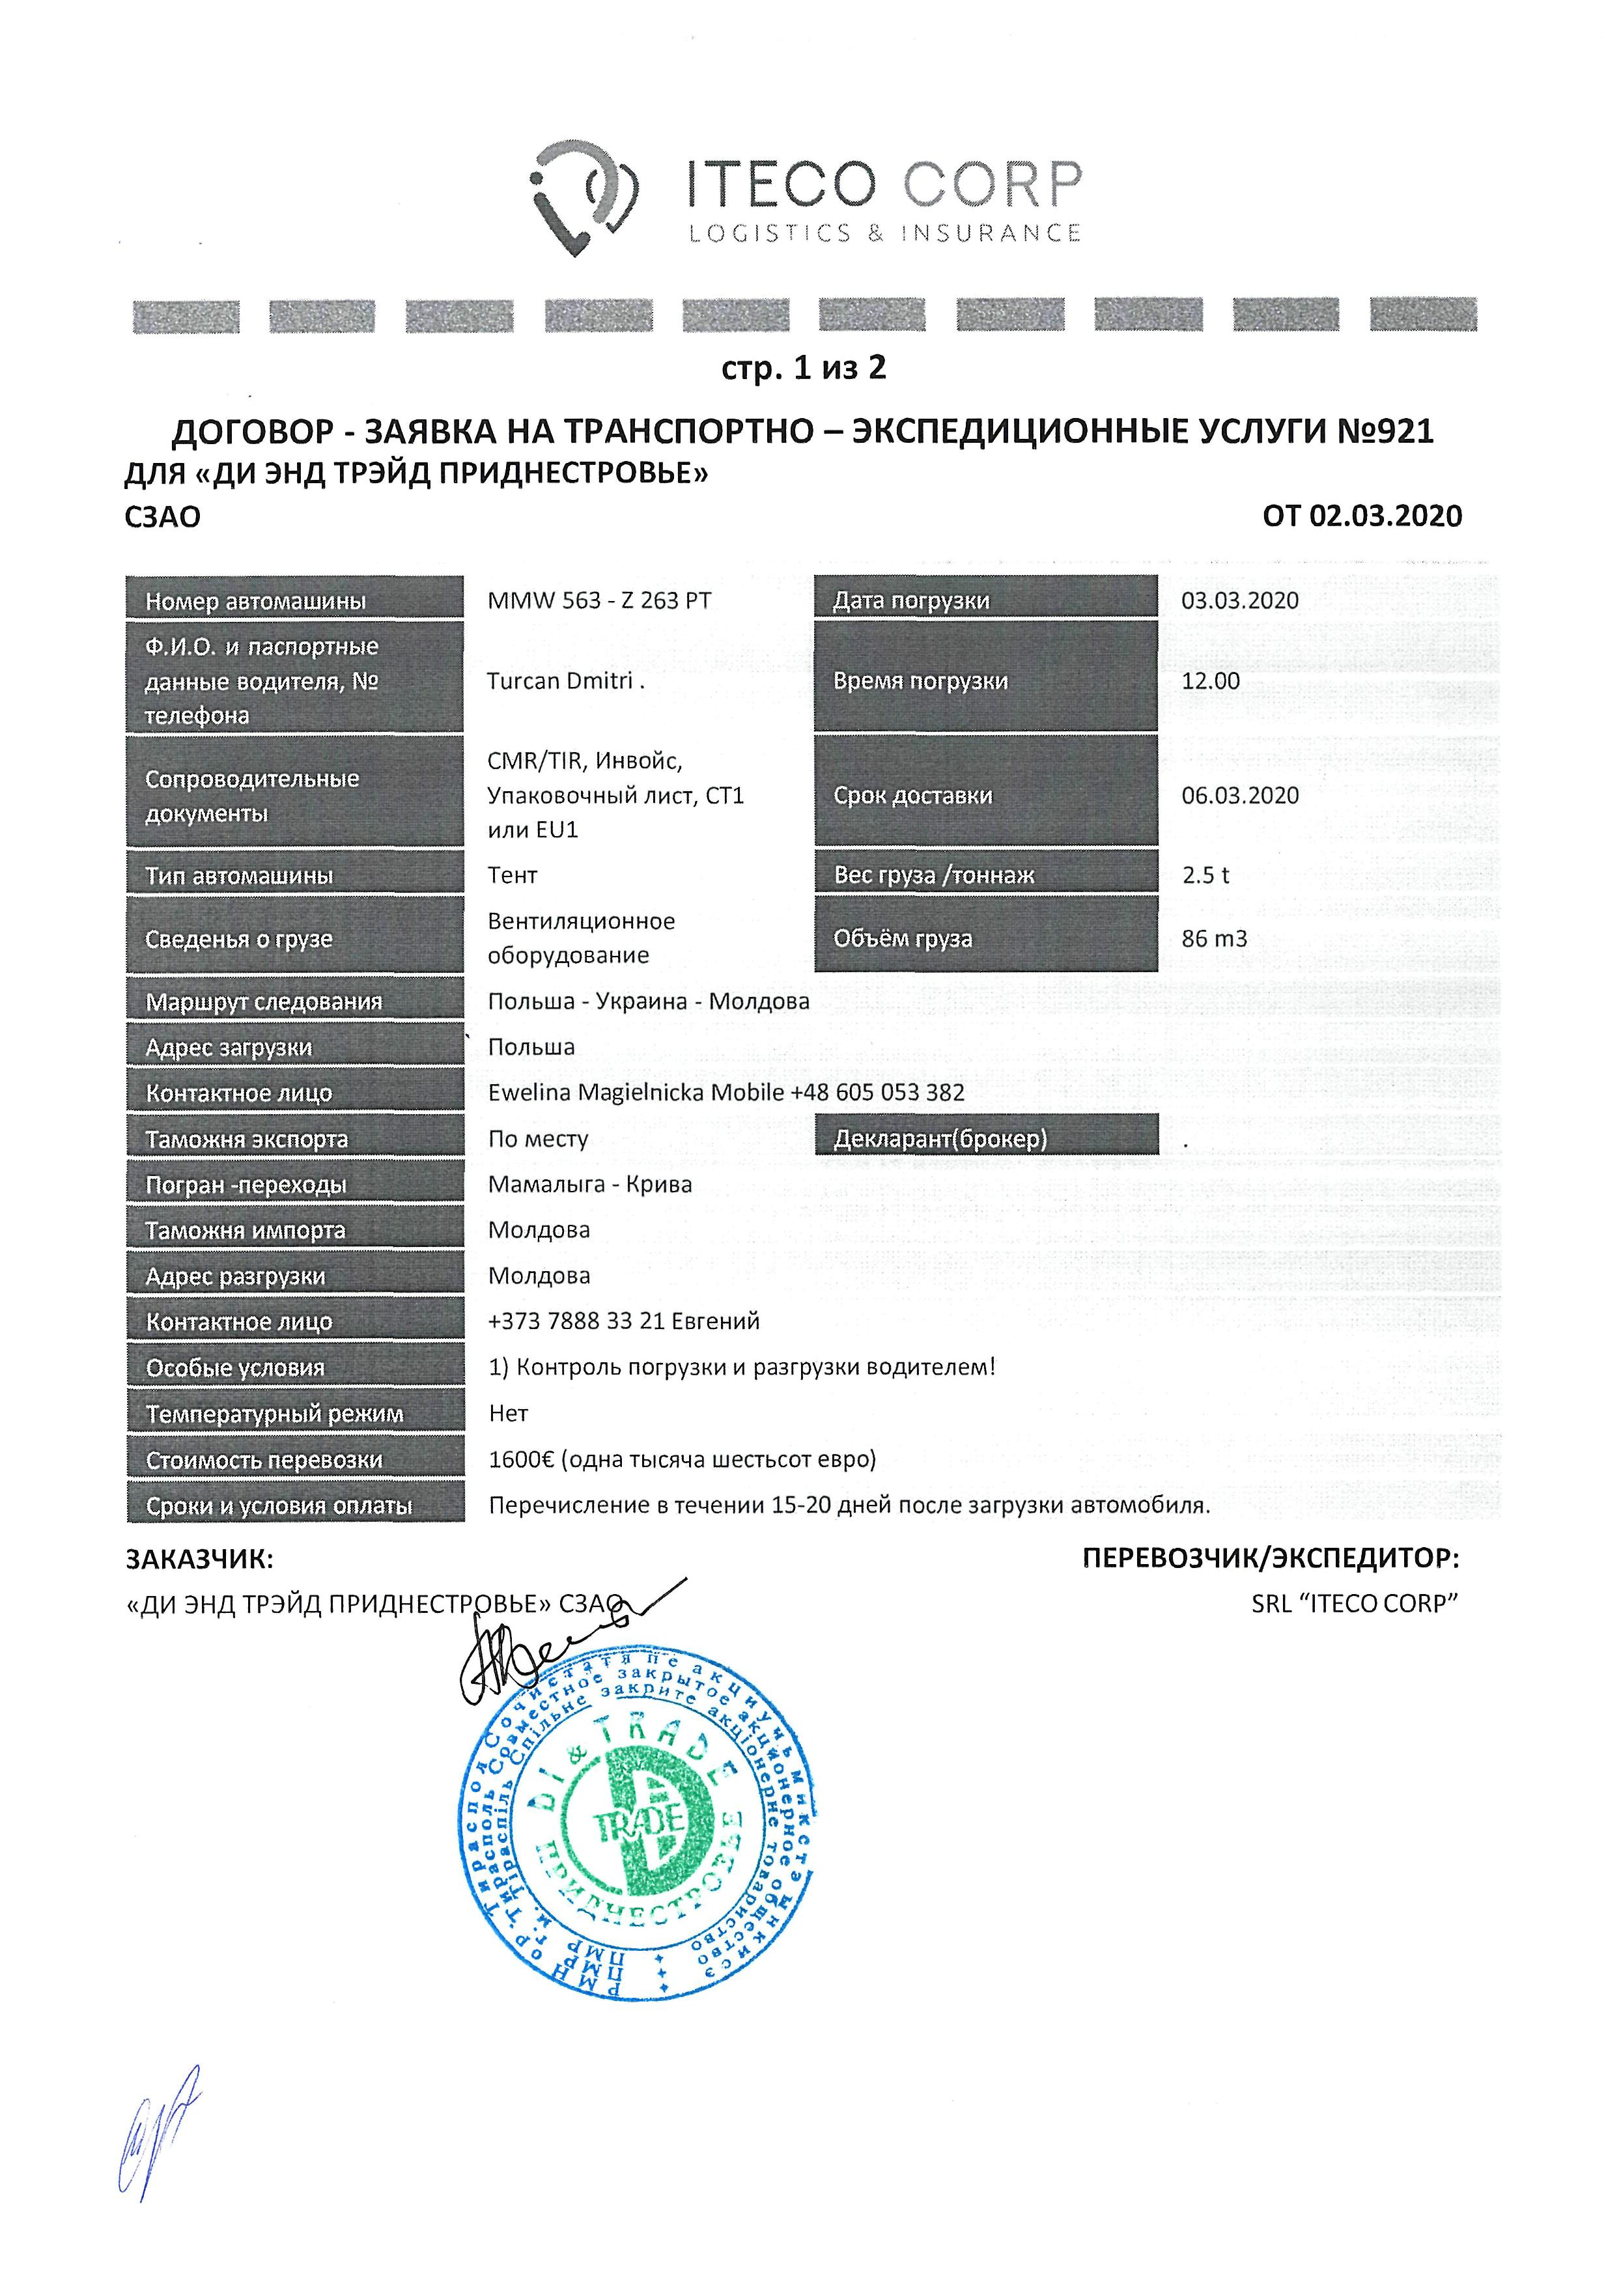 ITECO CORP
LOGISTICS & INSURANCE
стр. 1 из 2
ДОГОВОР - ЗАЯВКА НА ТРАНСПОРТНО – ЭКСПЕДИЦИОННЫЕ УСЛУГИ №921
ДЛЯ «ДИ ЭНД ТРЭЙД ПРИДНЕСТРОВЬЕ»
СЗАО ОТ 02.03.2020
Номер автомашины MMW 563 - Z 263 PT Дата погрузки 03.03.2020
Ф.И.О. и паспортные
данные водителя, № Turcan Dmitri . Время погрузки 12.00
телефона
CMR/TIR, Инвойс,
Сопроводительные
Упаковочный лист, СТ1 Срок доставки 06.03.2020
документы
или EU1
Тип автомашины Тент Вес груза /тоннаж 2.5 t
Вентиляционное
Сведенья о грузе Объём груза 86 m3
оборудование
Маршрут следования Польша - Украина - Молдова
Адрес загрузки Польша
Контактное лицо Ewelina Magielnicka Mobile +48 605 053 382
Таможня экспорта По месту Декларант(брокер) .
Погран -переходы Мамалыга - Крива
Таможня импорта Молдова
Адрес разгрузки Молдова
Контактное лицо +373 7888 33 21 Евгений
Особые условия 1) Контроль погрузки и разгрузки водителем!
Температурный режим Нет
Стоимость перевозки 1600€ (одна тысяча шестьсот евро)
Сроки и условия оплаты Перечисление в течении 15-20 дней после загрузки автомобиля.
ЗАКАЗЧИК: ПЕРЕВОЗЧИК/ЭКСПЕДИТОР:
«ДИ ЭНД ТРЭЙД ПРИДНЕСТРОВЬЕ» СЗАО SRL “ITECO CORP”
РМН ор Тираспол Сочиетатя пе акциунь микстэ ынкисэ
ПМР г. Тирасполь Совместное закрытое акционерное общество
ПМР м. Тірасполь Спільне закрите акціонерне товариство
DI & TRADE
ПРИДНЕСТРОВЬЕ
TRADE